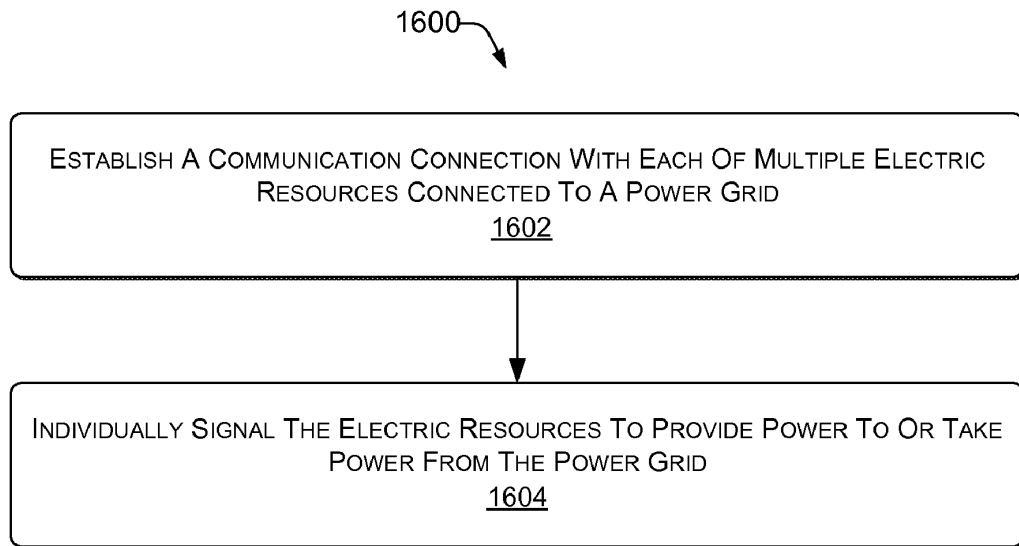 1600
ESTABLISH A COMMUNICATION CONNECTION WITH EACH OF MULTIPLE ELECTRIC
RESOURCES CONNECTED TO A POWER GRID
1602
INDIVIDUALLY SIGNAL THE ELECTRIC RESOURCES TO PROVIDE POWER TO OR TAKE
POWER FROM THE POWER GRID
1604